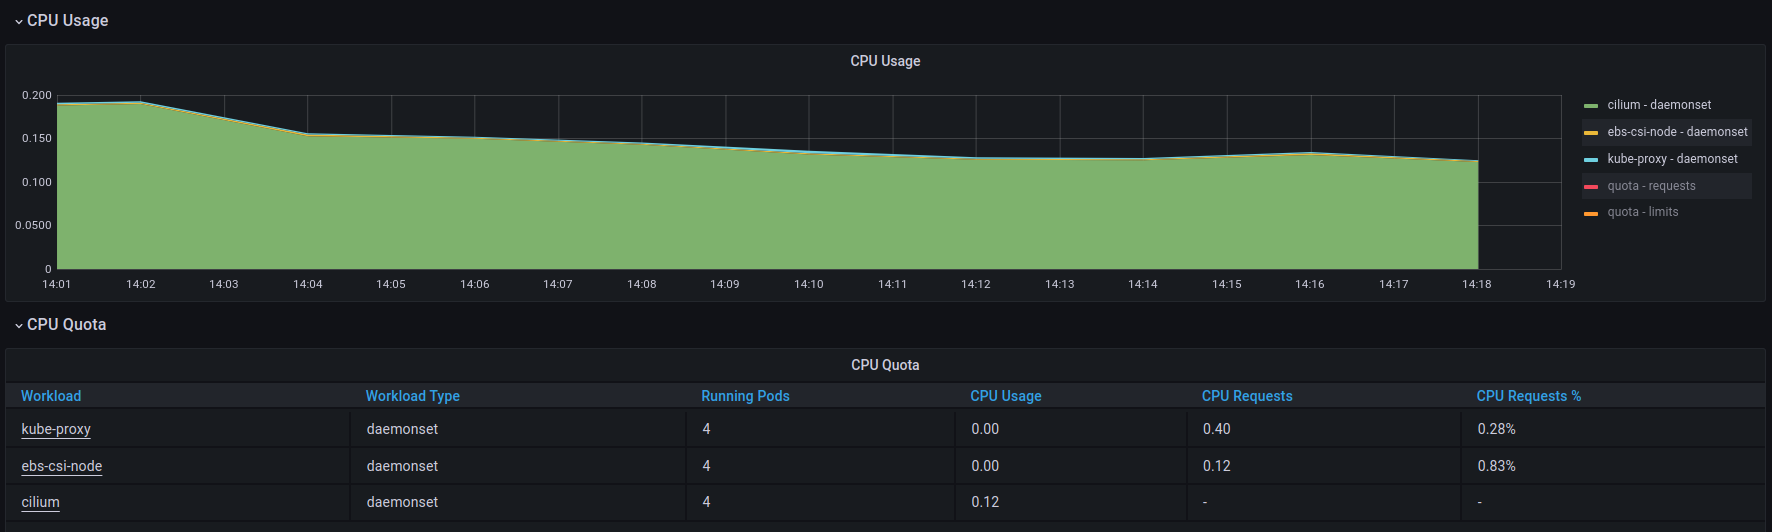 CPU Usage
CPU Usage
0.200
0.150
0.100
0.0500
0
14:01 14:02 14:03 14:04 14:05 14:06 14:07 14:08 14:09 14:10 14:11 14:12 14:13 14:14 14:15 14:16 14:17 14:18 14:19
cilium - daemonset
ebs-csi-node - daemonset
kube-proxy - daemonset
quota - requests
quota - limits
CPU Quota
CPU Quota
Workload Workload Type Running Pods CPU Usage CPU Requests CPU Requests %
kube-proxy daemonset 4 0.00 0.40 0.28%
ebs-csi-node daemonset 4 0.00 0.12 0.83%
cilium daemonset 4 0.12 - -